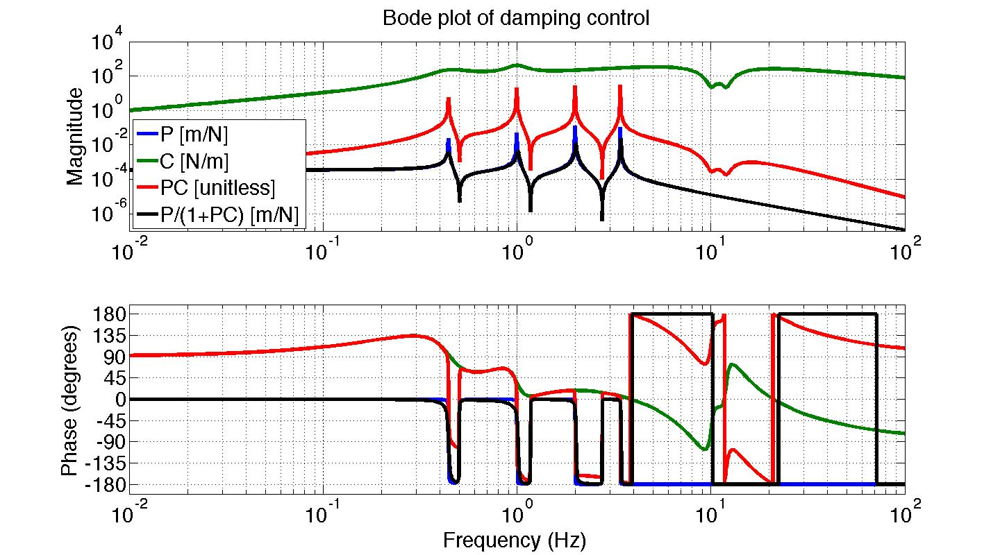 Bode plot of damping control
10^4
10^2
10^0
10^-2
10^-4
10^-6
Magnitude
P [m/N]
C [N/m]
PC [unitless]
P/(1+PC) [m/N]
10^-2 10^-1 10^0 10^1 10^2
180
135
90
45
0
-45
-90
-135
-180
Phase (degrees)
10^-2 10^-1 10^0 10^1 10^2
Frequency (Hz)